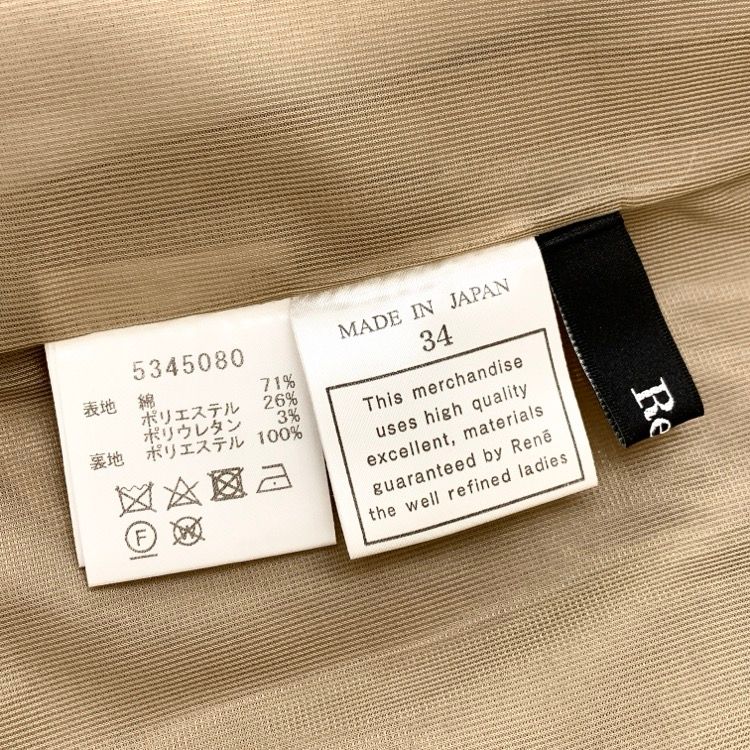 5345080
表地 綿 71%
ポリエステル 26%
ポリウレタン 3%
裏地 ポリエステル 100%
F
W
MADE IN JAPAN
34
This merchandise
uses high quality
excellent, materials
guaranteed by René
the well refined ladies
Re